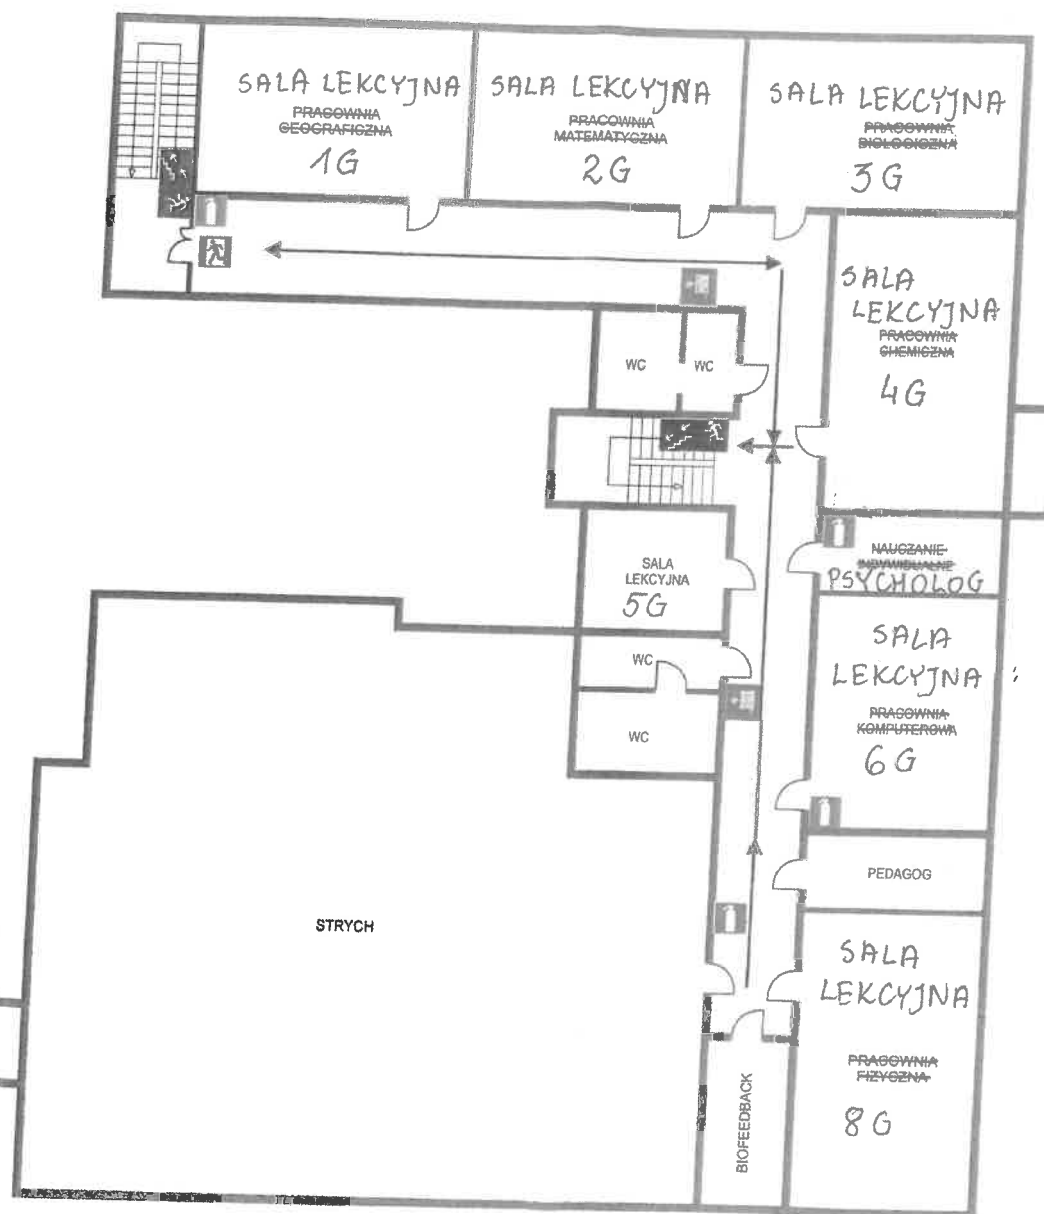 SALA LEKCYJNA
PRACOWNIA
GEOGRAFICZNA
1G
SALA LEKCYJNA
PRACOWNIA
MATEMATYCZNA
2G
SALA LEKCYJNA
PRACOWNIA
BIOLOGICZNA
3G
SALA
LEKCYJNA
PRACOWNIA
CHEMICZNA
4G
WC
WC
NAUCZANIE
INDYWIDUALNE
PSYCHOLOG
SALA
LEKCYJNA
5G
SALA
LEKCYJNA
PRACOWNIA
KOMPUTEROWA
6G
WC
WC
PEDAGOG
STRYCH
SALA
LEKCYJNA
PRACOWNIA
FIZYCZNA
8G
BIOFEEDBACK